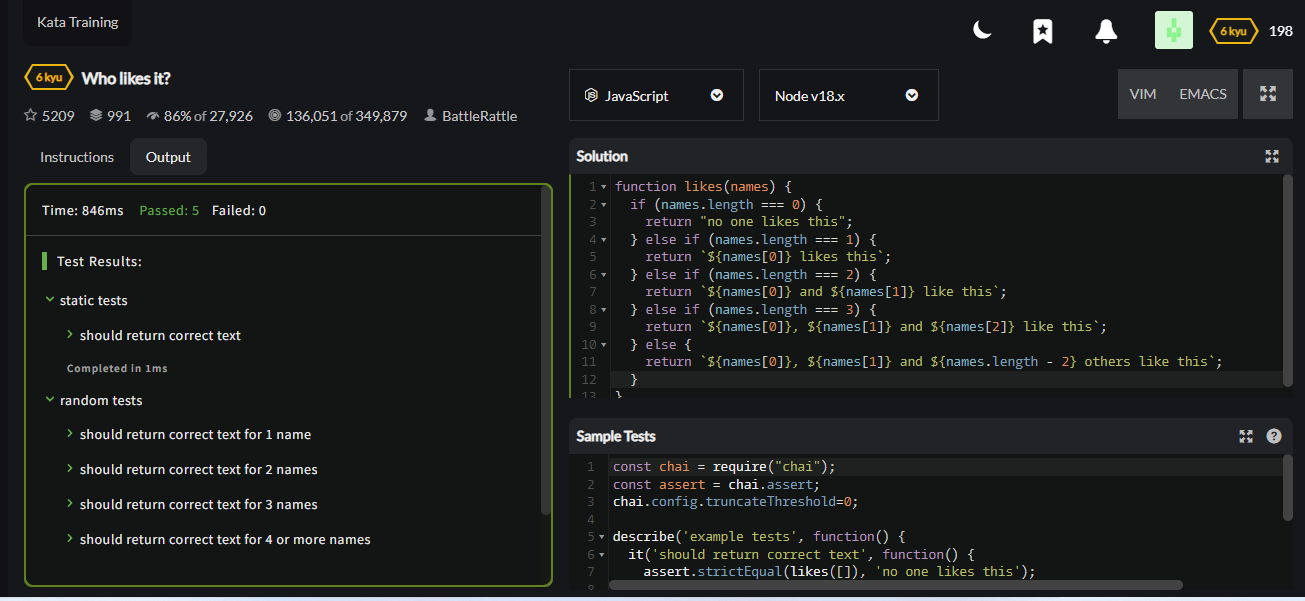 Kata Training
6 kyu 198
6 kyu Who likes it?
5209 991 86% of 27,926 136,051 of 349,879 BattleRattle
Instructions Output
Time: 846ms Passed: 5 Failed: 0
Test Results:
static tests
should return correct text
Completed in 1ms
random tests
should return correct text for 1 name
should return correct text for 2 names
should return correct text for 3 names
should return correct text for 4 or more names
JavaScript Node v18.x VIM EMACS
Solution
1 function likes(names) {
2 if (names.length === 0) {
3 return "no one likes this";
4 } else if (names.length === 1) {
5 return `${names[0]} likes this`;
6 } else if (names.length === 2) {
7 return `${names[0]} and ${names[1]} like this`;
8 } else if (names.length === 3) {
9 return `${names[0]}, ${names[1]} and ${names[2]} like this`;
10 } else {
11 return `${names[0]}, ${names[1]} and ${names.length - 2} others like this`;
12 }
13 }
Sample Tests
1 const chai = require("chai");
2 const assert = chai.assert;
3 chai.config.truncateThreshold=0;
4
5 describe('example tests', function() {
6 it('should return correct text', function() {
7 assert.strictEqual(likes([]), 'no one likes this');
8